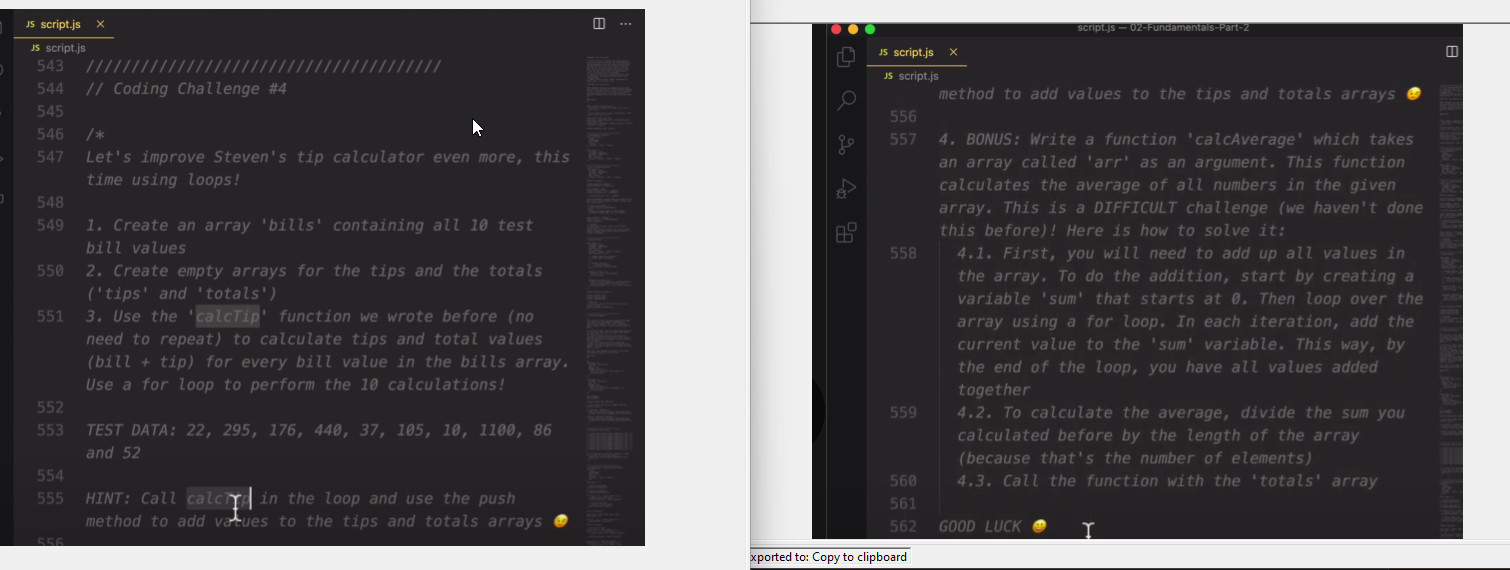 JS script.js
JS script.js
543 ///////////////////////////////////////
544 // Coding Challenge #4
545
546 /*
547 Let's improve Steven's tip calculator even more, this
time using loops!
548
549 1. Create an array 'bills' containing all 10 test
bill values
550 2. Create empty arrays for the tips and the totals
('tips' and 'totals')
551 3. Use the 'calcTip' function we wrote before (no
need to repeat) to calculate tips and total values
(bill + tip) for every bill value in the bills array.
Use a for loop to perform the 10 calculations!
552
553 TEST DATA: 22, 295, 176, 440, 37, 105, 10, 1100, 86
and 52
554
555 HINT: Call calcTip in the loop and use the push
method to add values to the tips and totals arrays 😉
556
script.js — 02-Fundamentals-Part-2
JS script.js
JS script.js
method to add values to the tips and totals arrays 😉
556
557 4. BONUS: Write a function 'calcAverage' which takes
an array called 'arr' as an argument. This function
calculates the average of all numbers in the given
array. This is a DIFFICULT challenge (we haven't done
this before)! Here is how to solve it:
558 4.1. First, you will need to add up all values in
the array. To do the addition, start by creating a
variable 'sum' that starts at 0. Then loop over the
array using a for loop. In each iteration, add the
current value to the 'sum' variable. This way, by
the end of the loop, you have all values added
together
559 4.2. To calculate the average, divide the sum you
calculated before by the length of the array
(because that's the number of elements)
560 4.3. Call the function with the 'totals' array
561
562 GOOD LUCK 😀
xported to: Copy to clipboard